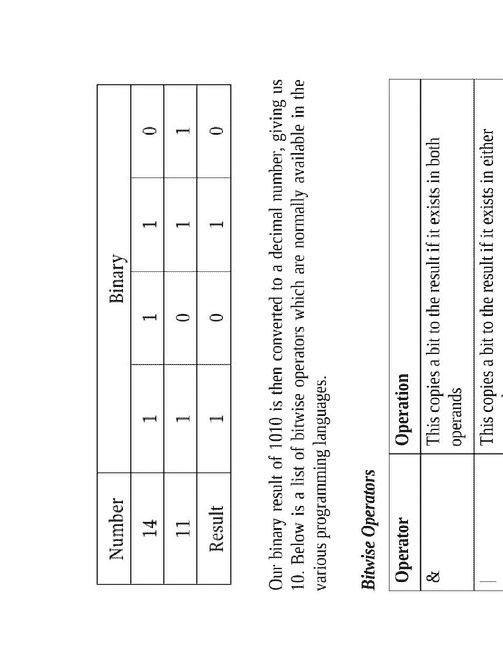 Number Binary
14 1 1 1 0
11 1 0 1 1
Result 1 0 1 0
Our binary result of 1010 is then converted to a decimal number, giving us
10. Below is a list of bitwise operators which are normally available in the
various programming languages.
Bitwise Operators
Operator Operation
& This copies a bit to the result if it exists in both
operands
| This copies a bit to the result if it exists in either